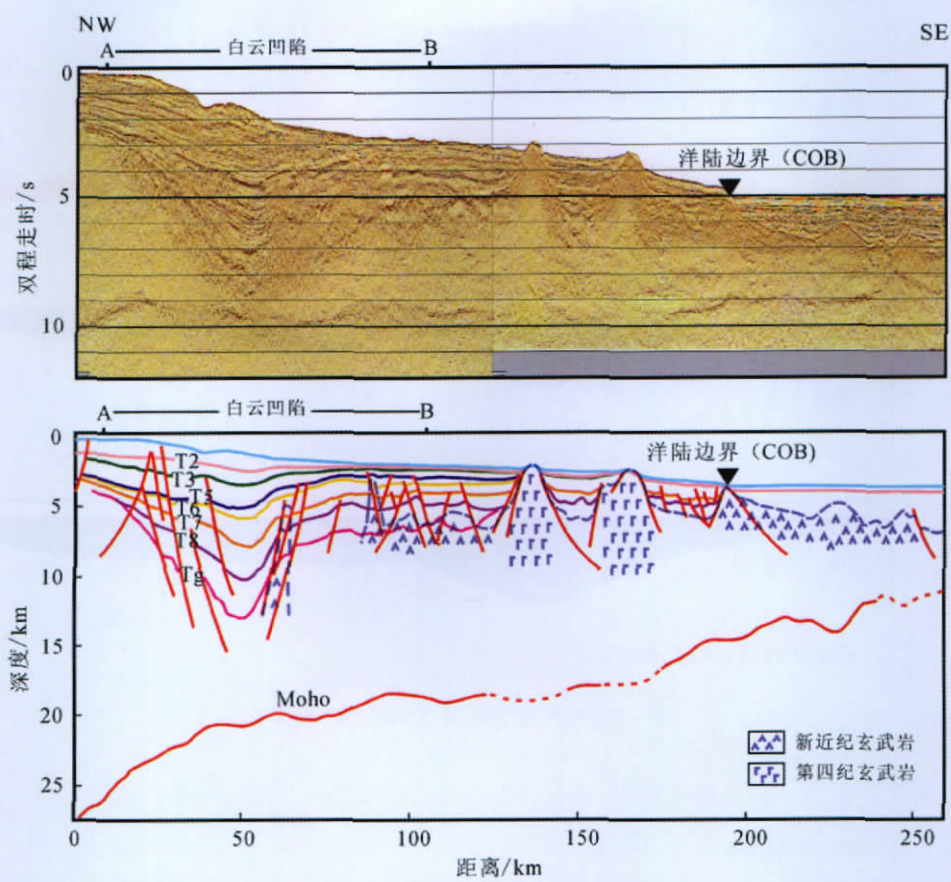 NW
SE
A 白云凹陷 B
0
5
10
双程走时/s
洋陆边界（COB）
A 白云凹陷 B
0
5
10
15
20
25
深度/km
洋陆边界（COB）
T2
T3
T5
T6
T7
T8
Tg
Moho
新近纪玄武岩
第四纪玄武岩
0 50 100 150 200 250
距离/km